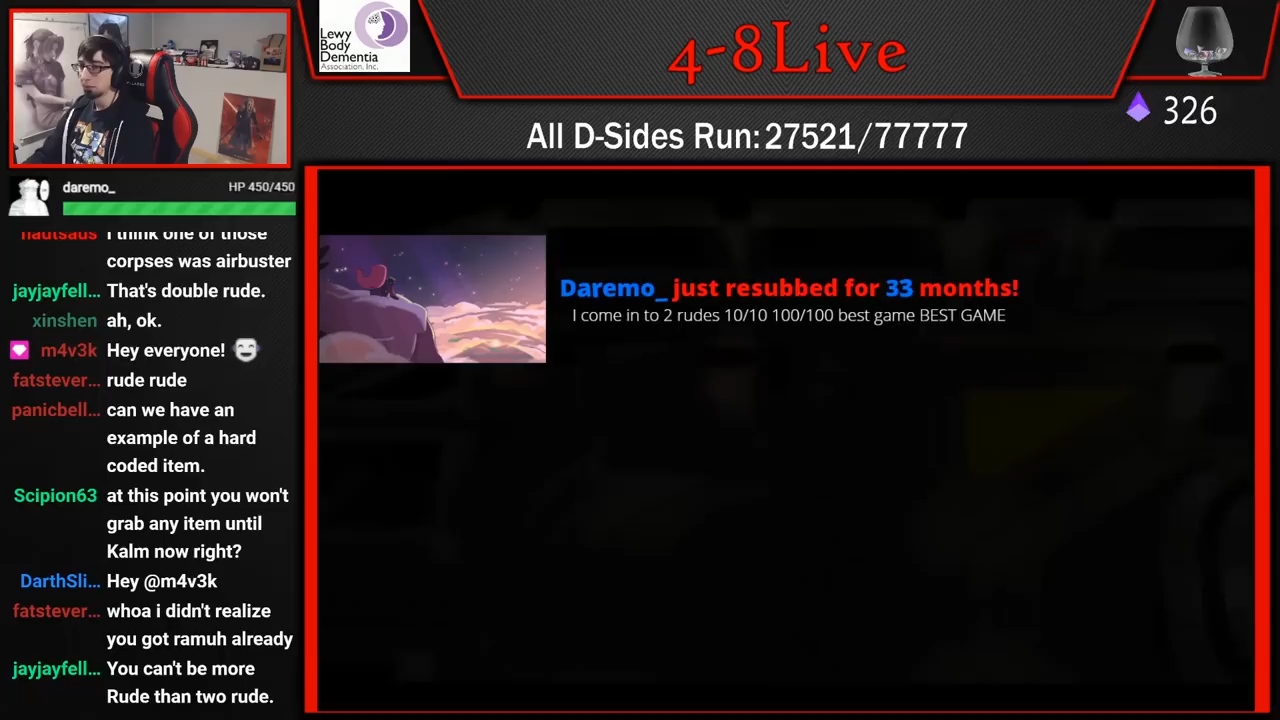 Lewy
Body
Dementia
Association, Inc.
4-8Live
326
All D-Sides Run: 27521/77777
daremo_ HP 450/450
hautsaus I think one of those
corpses was airbuster
jayjayfell... That's double rude.
xinshen ah, ok.
m4v3k Hey everyone!
fatstever... rude rude
panicbell... can we have an
example of a hard
coded item.
Scipion63 at this point you won't
grab any item until
Kalm now right?
DarthSli... Hey @m4v3k
fatstever... whoa i didn't realize
you got ramuh already
jayjayfell... You can't be more
Rude than two rude.
Daremo_ just resubbed for 33 months!
I come in to 2 rudes 10/10 100/100 best game BEST GAME